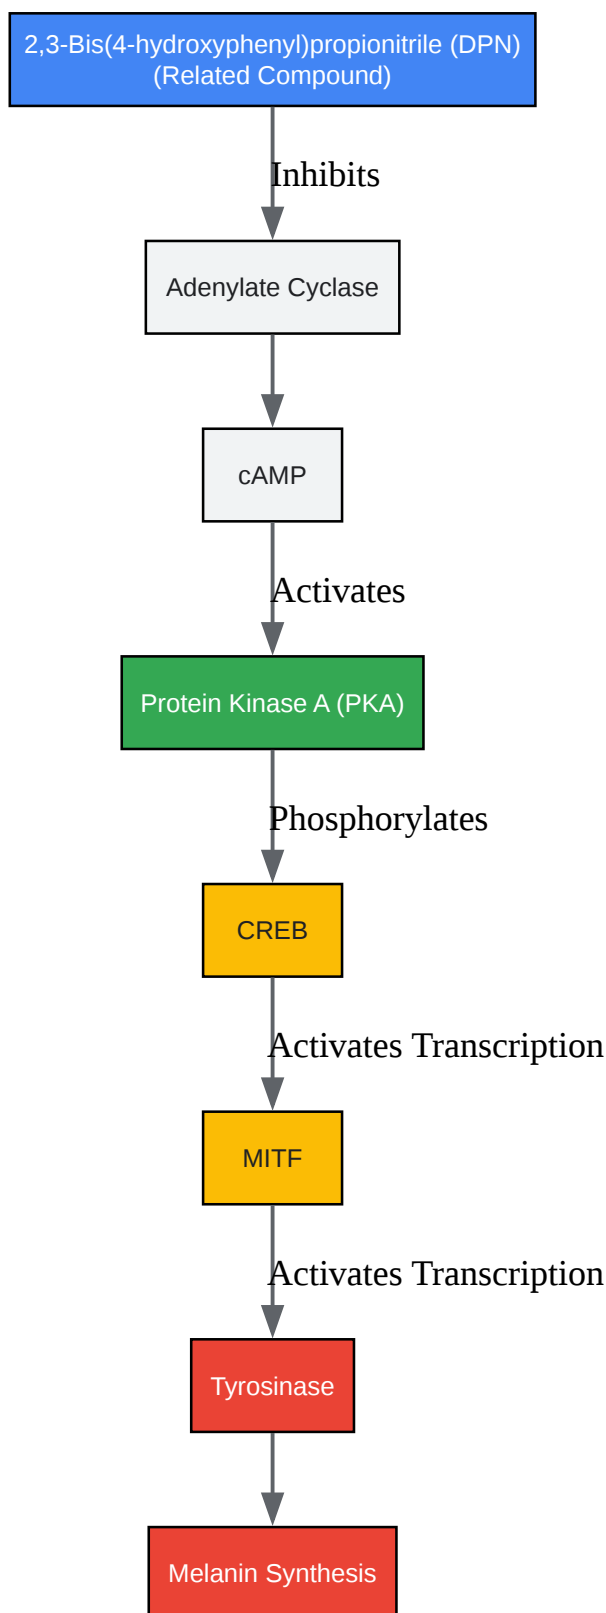 2,3-Bis(4-hydroxyphenyl)propionitrile (DPN)
(Related Compound)
Inhibits
Adenylate Cyclase
cAMP
Activates
Protein Kinase A (PKA)
Phosphorylates
CREB
Activates Transcription
MITF
Activates Transcription
Tyrosinase
Melanin Synthesis